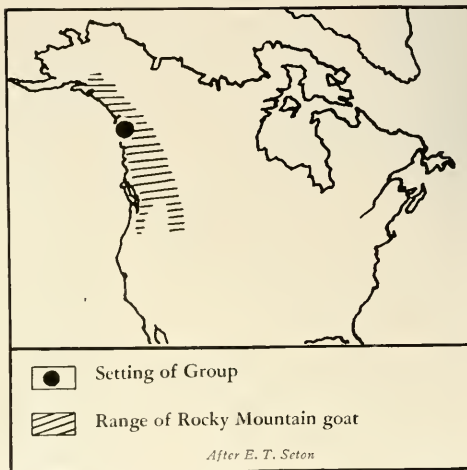 Setting of Group
Range of Rocky Mountain goat
After E. T. Seton